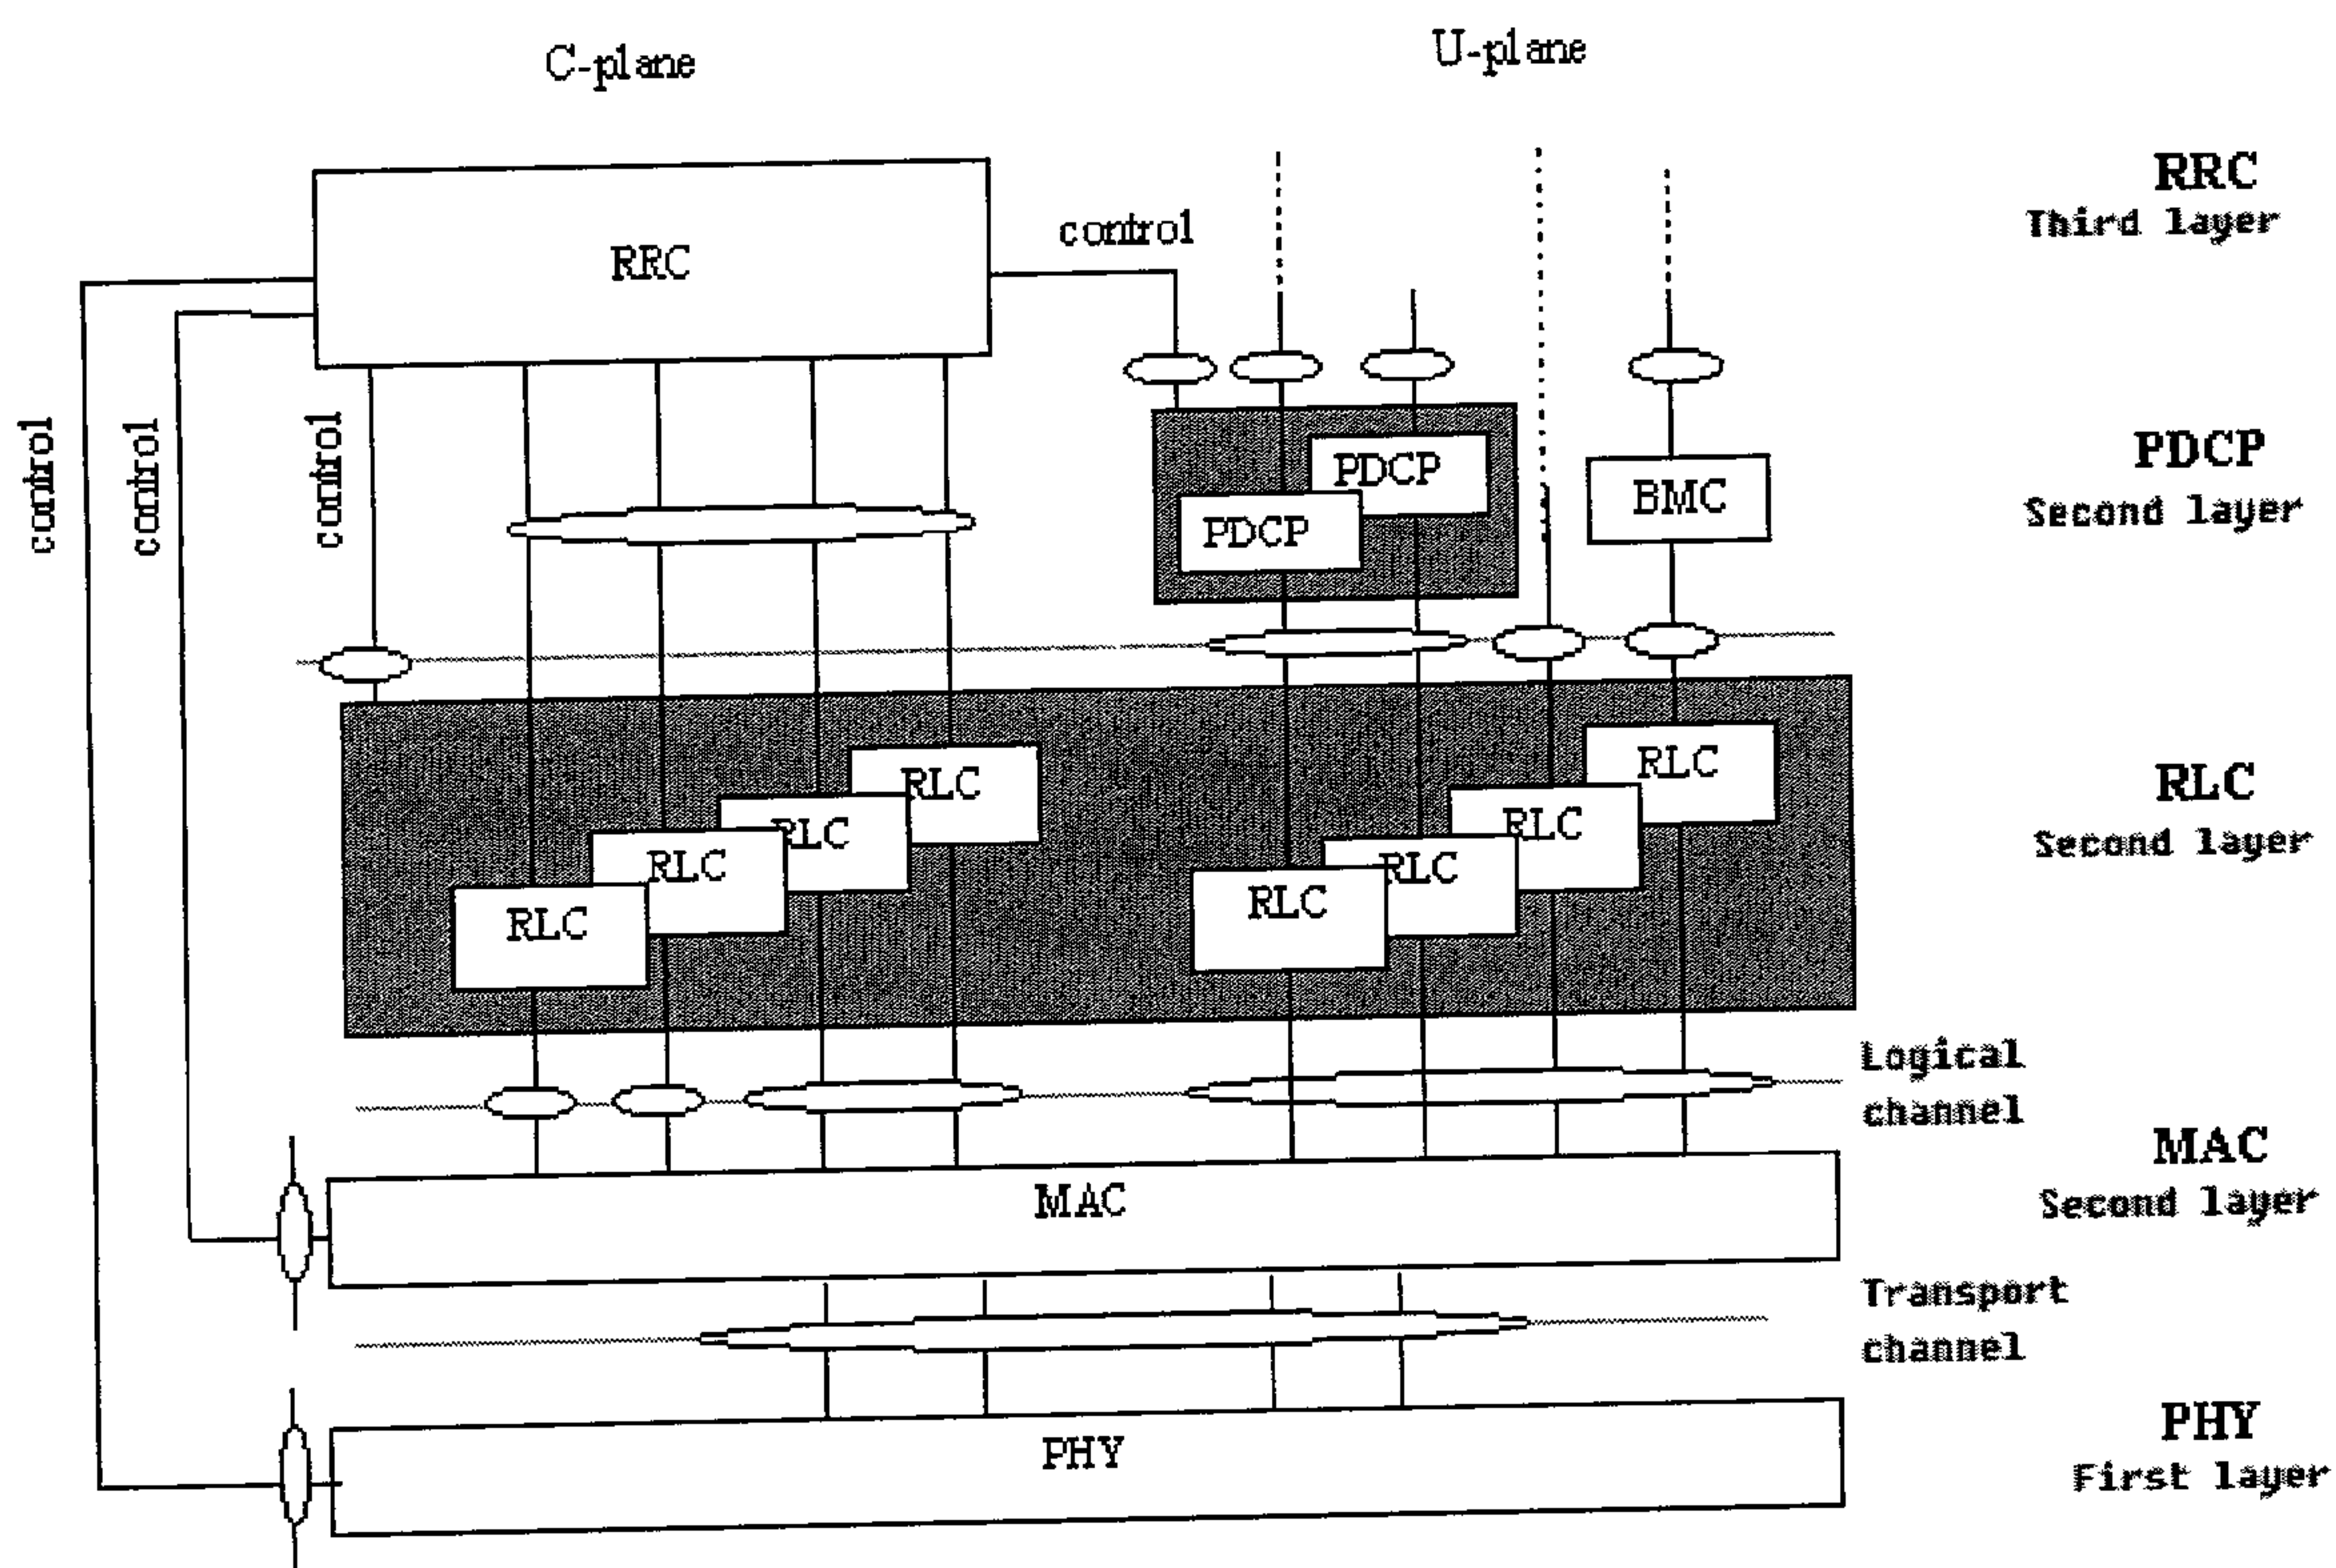 C-plane
U-plane
RRC
Third layer
control
RRC
control
control
control
PDCP
Second layer
PDCP
PDCP
BMC
RLC
Second layer
RLC
RLC
RLC
RLC
RLC
RLC
RLC
RLC
Logical
channel
MAC
Second layer
MAC
Transport
channel
PHY
First layer
PHY